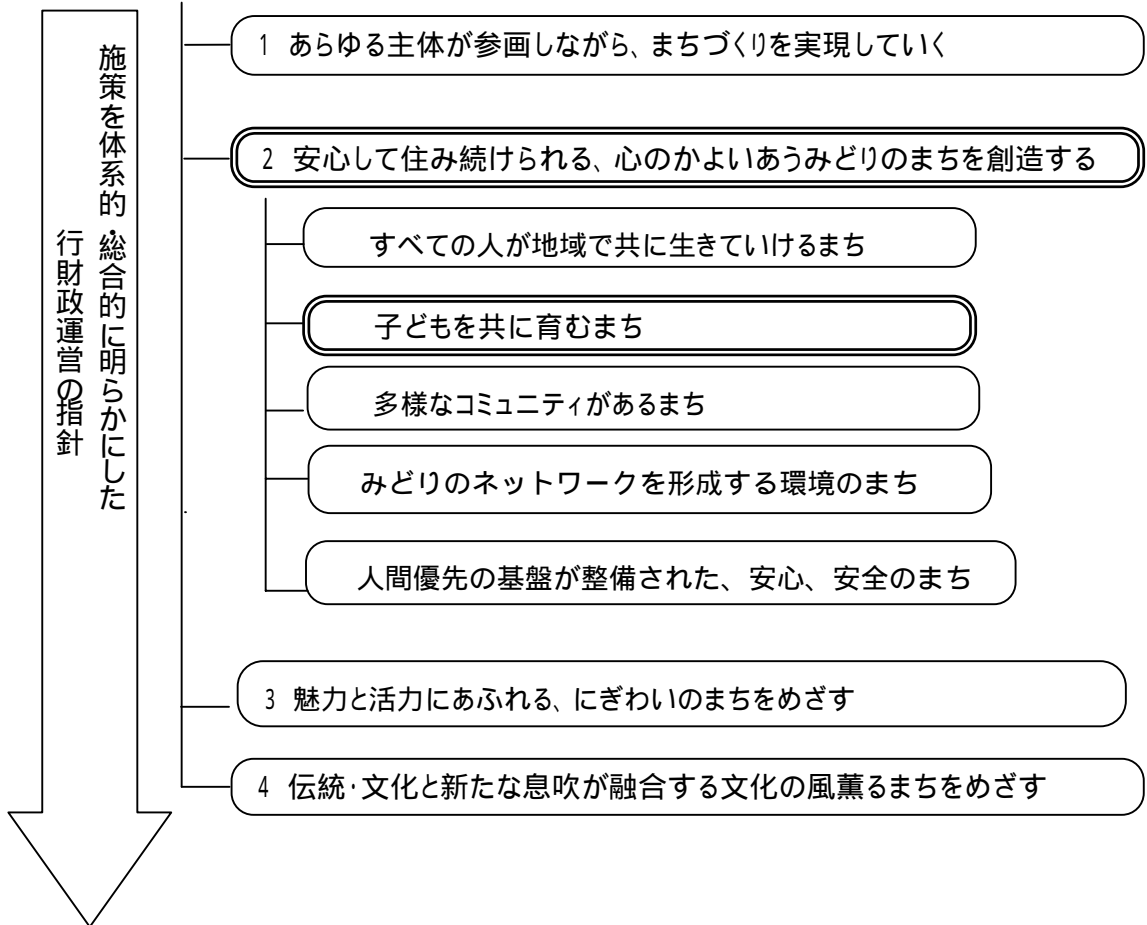 施策を体系的・総合的に明らかにした
行財政運営の指針
1 あらゆる主体が参画しながら、まちづくりを実現していく
2 安心して住み続けられる、心のかよいあうみどりのまちを創造する
すべての人が地域で共に生きていけるまち
子どもを共に育むまち
多様なコミュニティがあるまち
みどりのネットワークを形成する環境のまち
人間優先の基盤が整備された、安心、安全のまち
3 魅力と活力にあふれる、にぎわいのまちをめざす
4 伝統・文化と新たな息吹が融合する文化の風薫るまちをめざす